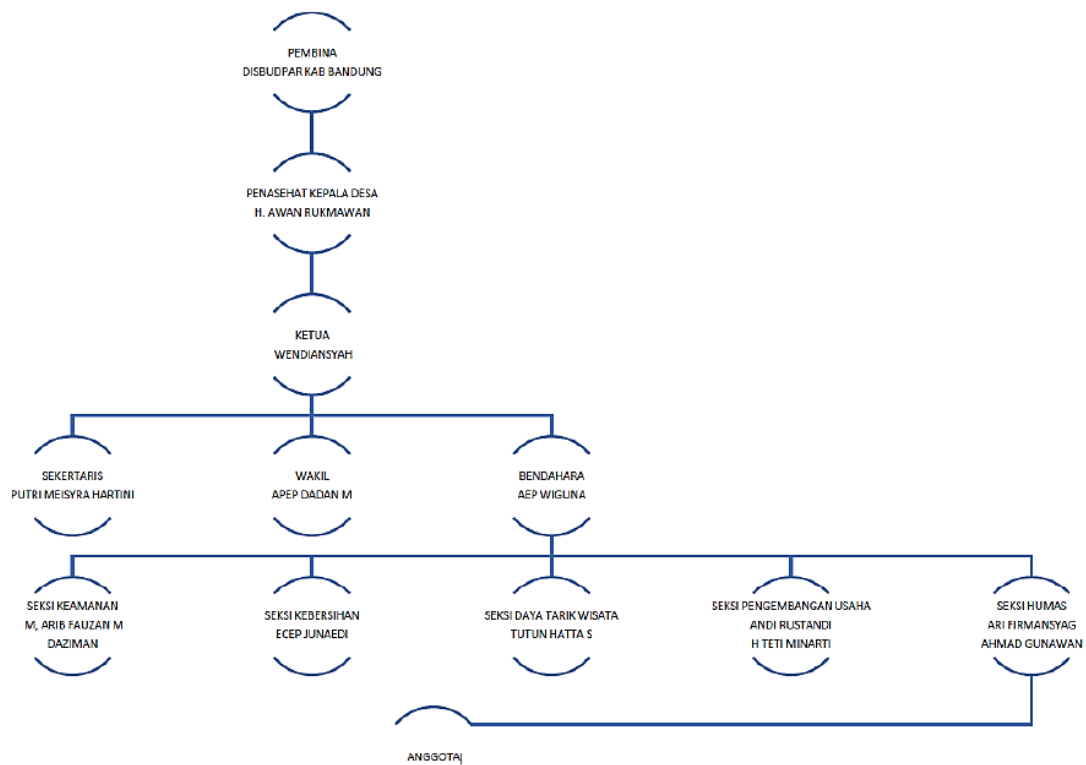 PEMBINA
DISBUDPAR KAB BANDUNG
PENASEHAT KEPALA DESA
H. AWAN RUKMAWAN
KETUA
WENDIANSYAH
SEKERTARIS
PUTRI MEISYRA HARTINI
WAKIL
APEP DADAN M
BENDAHARA
AEP WIGUNA
SEKSI KEAMANAN
M, ARIB FAUZAN M
DAZIMAN
SEKSI KEBERSIHAN
ECEP JUNAEDI
SEKSI DAYA TARIK WISATA
TUTUN HATTA S
SEKSI PENGEMBANGAN USAHA
ANDI RUSTANDI
H TETI MINARTI
SEKSI HUMAS
ARI FIRMANSYAG
AHMAD GUNAWAN
ANGGOTA